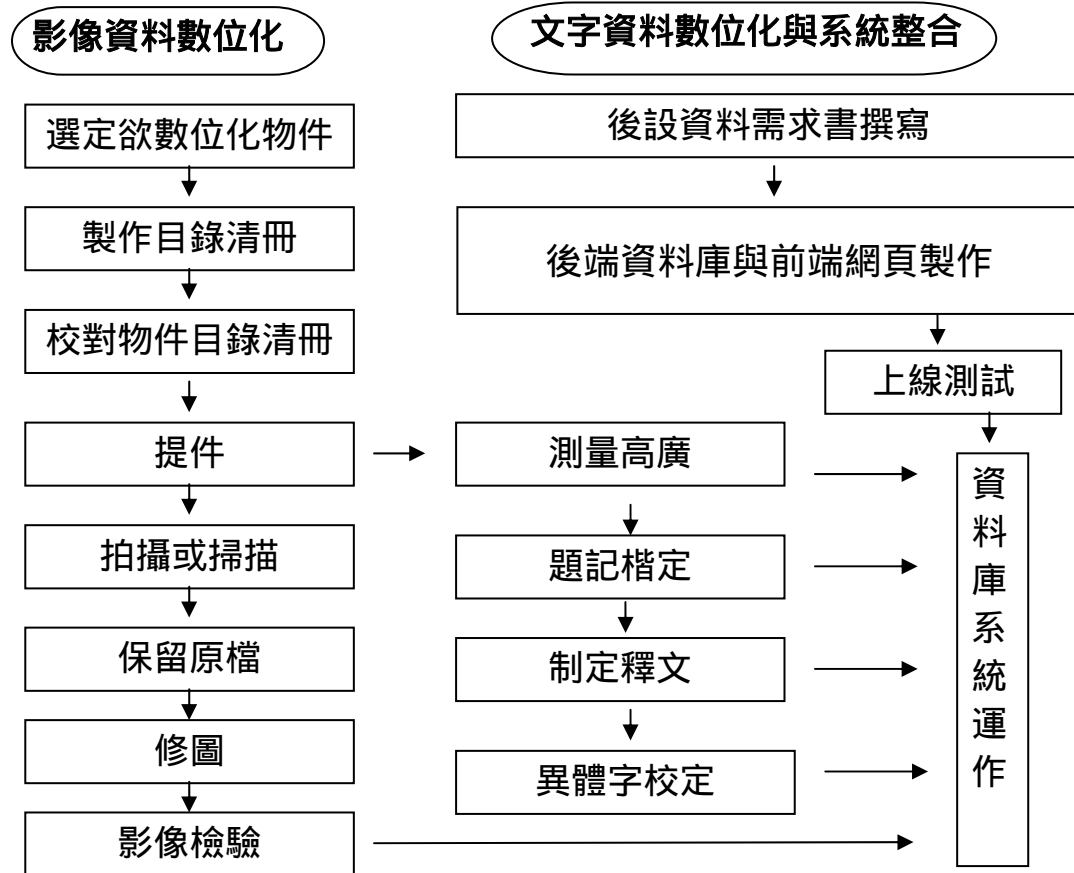 影像資料數位化
文字資料數位化與系統整合
選定欲數位化物件
後設資料需求書撰寫
製作目錄清冊
後端資料庫與前端網頁製作
校對物件目錄清冊
上線測試
提件
測量高廣
資料庫系統運作
拍攝或掃描
題記楷定
保留原檔
制定釋文
修圖
異體字校定
影像檢驗